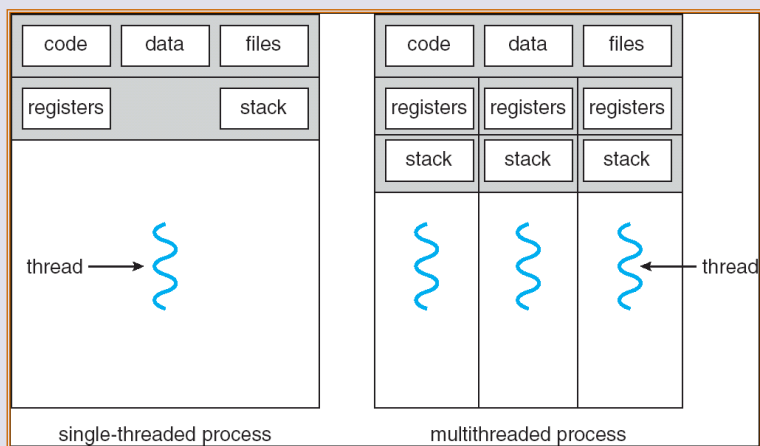 code data files
registers stack
thread
single-threaded process
code data files
registers registers registers
stack stack stack
thread
multithreaded process